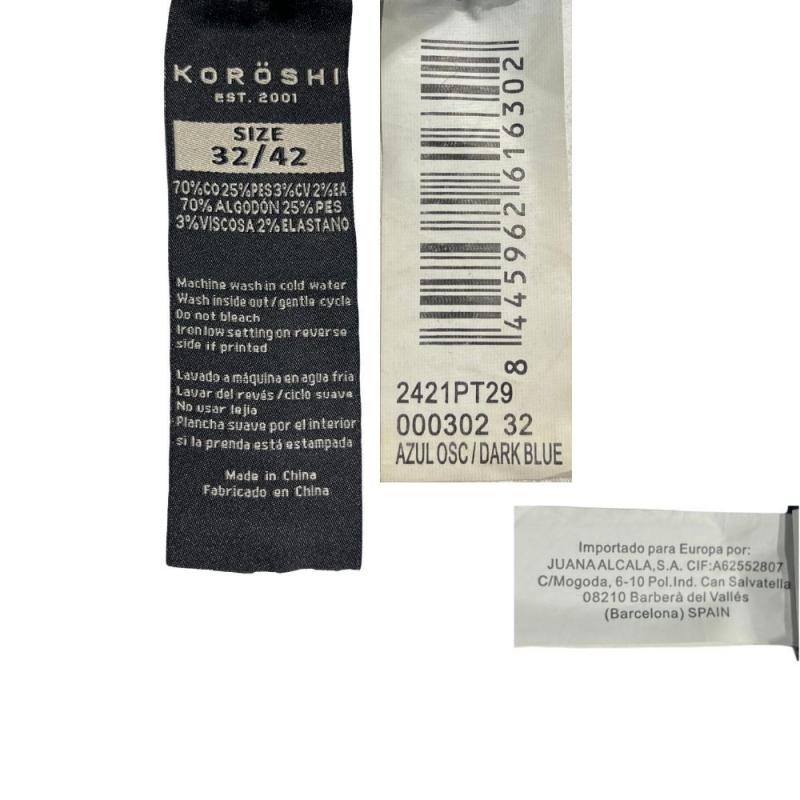 KORÖSHI
EST. 2001
SIZE
32/42
70%CO 25%PES 3%CV 2%EA
70% ALGODÓN 25% PES
3%VISCOSA 2% ELASTANO
Machine wash in cold water
Wash inside out / gentle cycle
Do not bleach
Iron low setting on reverse
side if printed
Lavado a máquina en agua fria
Lavar del revés / ciclo suave
No usar lejia
Plancha suave por el interior
si la prenda está estampada
Made in China
Fabricado en China
8 445962 616302
2421PT29
000302 32
AZUL OSC / DARK BLUE
Importado para Europa por:
JUANA ALCALA, S.A. CIF:A62552807
C/Mogoda, 6-10 Pol.Ind. Can Salvatella
08210 Barberà del Vallés
(Barcelona) SPAIN